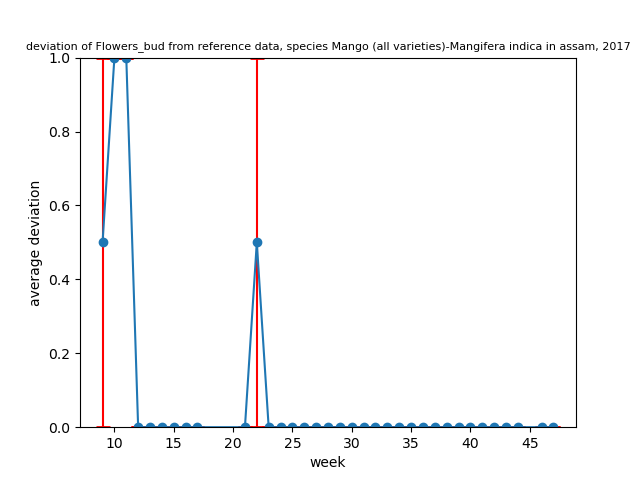 deviation of Flowers_bud from reference data, species Mango (all varieties)-Mangifera indica in assam, 2017
1.0
0.8
0.6
0.4
0.2
0.0
average deviation
10 15 20 25 30 35 40 45
week